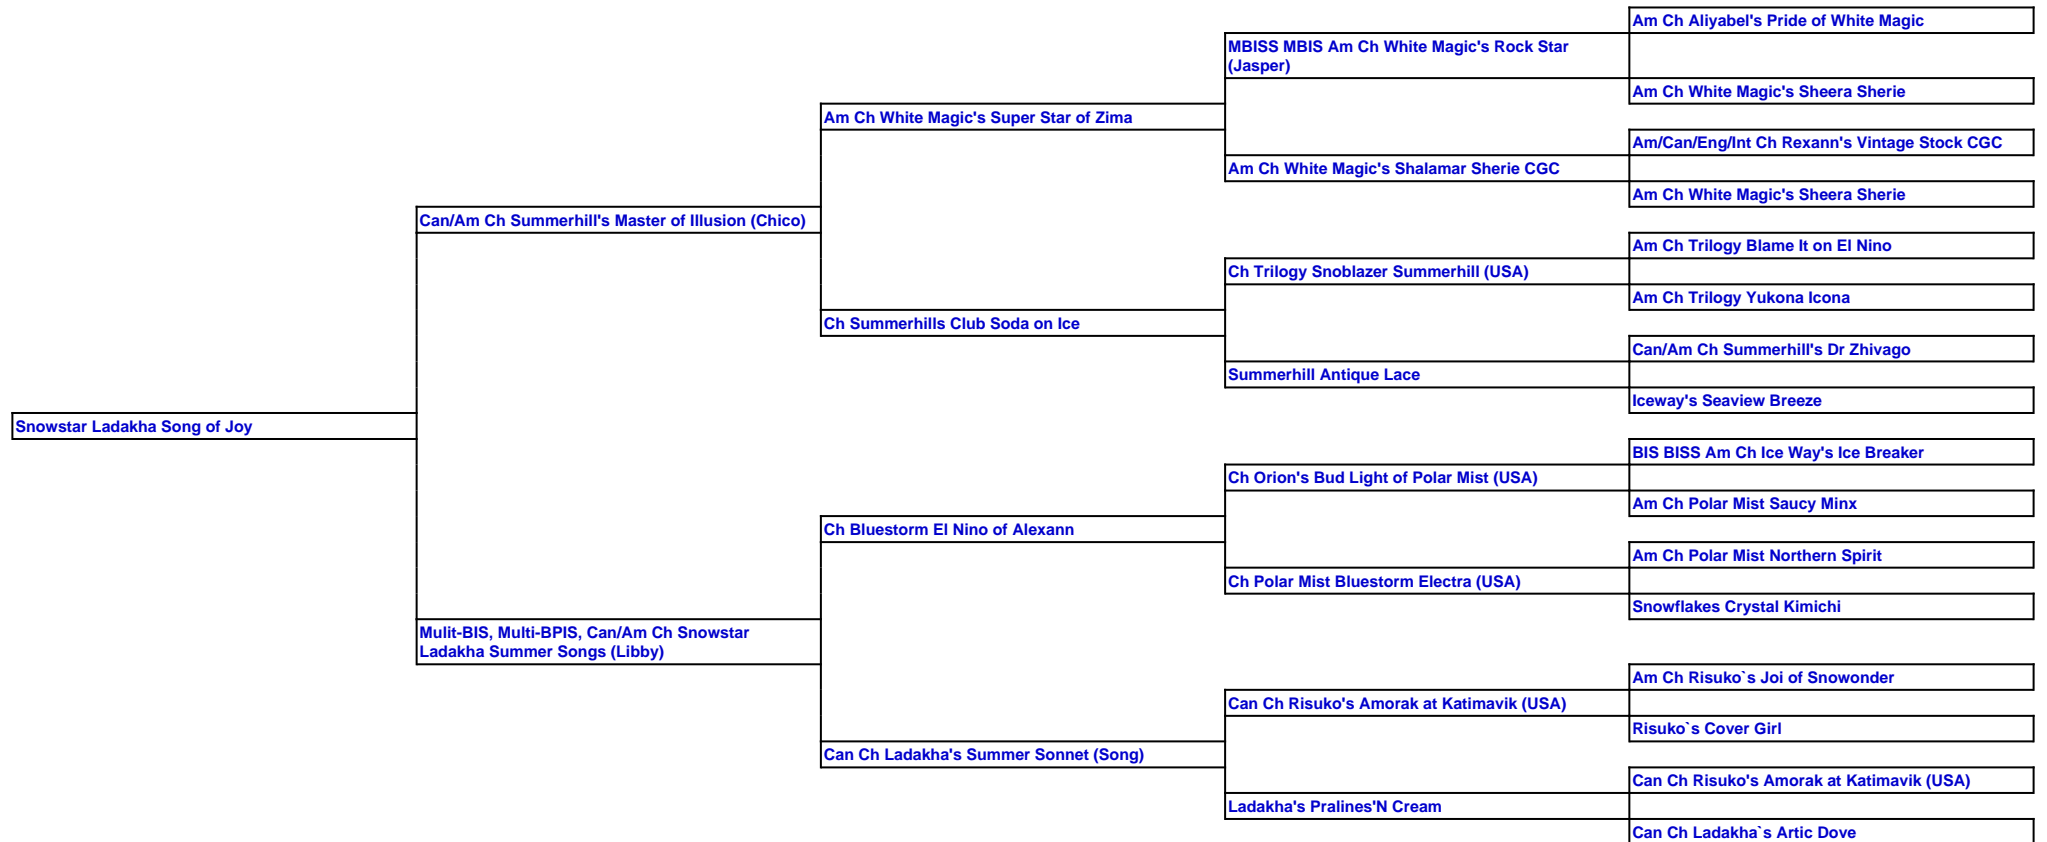 Am Ch Aliyabel's Pride of White Magic
MBISS MBIS Am Ch White Magic's Rock Star
(Jasper)
Am Ch White Magic's Sheera Sherie
Am Ch White Magic's Super Star of Zima
Am/Can/Eng/Int Ch Rexann's Vintage Stock CGC
Am Ch White Magic's Shalamar Sherie CGC
Am Ch White Magic's Sheera Sherie
Can/Am Ch Summerhill's Master of Illusion (Chico)
Am Ch Trilogy Blame It on El Nino
Ch Trilogy Snoblazer Summerhill (USA)
Am Ch Trilogy Yukona Icona
Ch Summerhills Club Soda on Ice
Can/Am Ch Summerhill's Dr Zhivago
Summerhill Antique Lace
Iceway's Seaview Breeze
Snowstar Ladakha Song of Joy
BIS BISS Am Ch Ice Way's Ice Breaker
Ch Orion's Bud Light of Polar Mist (USA)
Am Ch Polar Mist Saucy Minx
Ch Bluestorm El Nino of Alexann
Am Ch Polar Mist Northern Spirit
Ch Polar Mist Bluestorm Electra (USA)
Snowflakes Crystal Kimichi
Mulit-BIS, Multi-BPIS, Can/Am Ch Snowstar
Ladakha Summer Songs (Libby)
Am Ch Risuko`s Joi of Snowonder
Can Ch Risuko's Amorak at Katimavik (USA)
Risuko`s Cover Girl
Can Ch Ladakha's Summer Sonnet (Song)
Can Ch Risuko's Amorak at Katimavik (USA)
Ladakha's Pralines'N Cream
Can Ch Ladakha`s Artic Dove